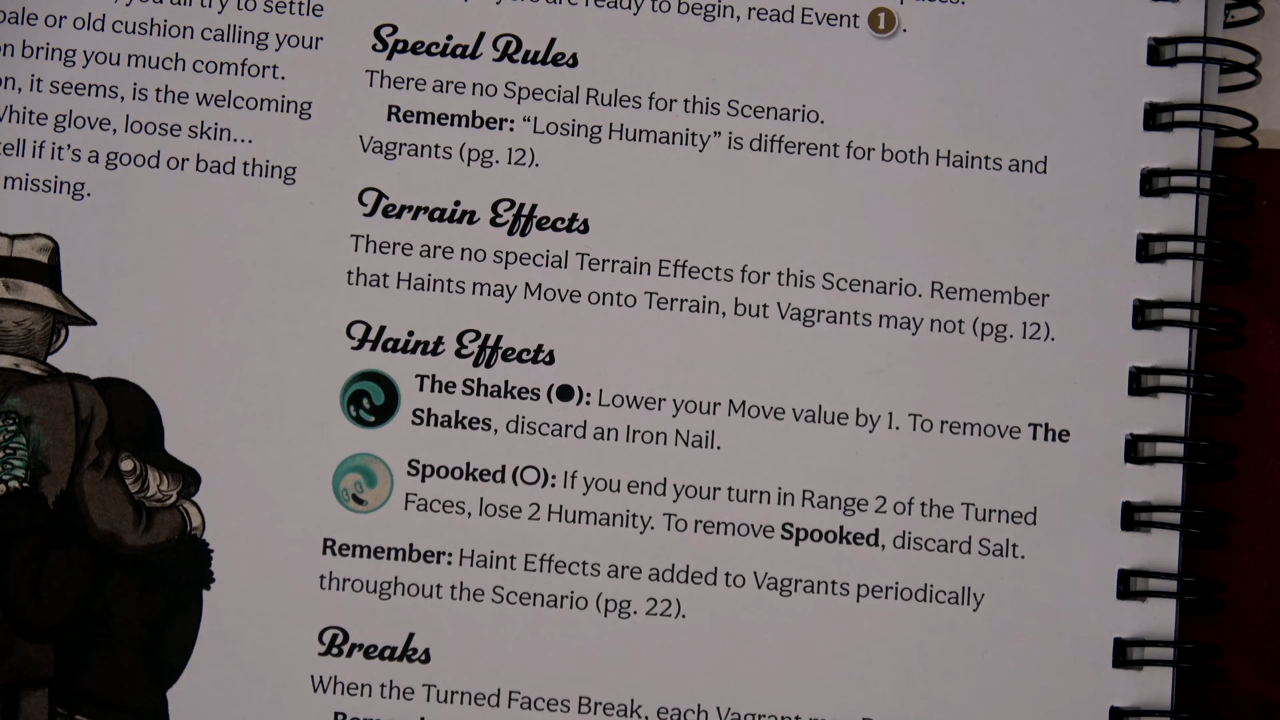 try to settle
or old cushion calling your
bring you much comfort.
it seems, is the welcoming
White glove, loose skin...
tell if it's a good or bad thing
missing.
ready to begin, read Event 1.
Special Rules
There are no Special Rules for this Scenario.
Remember: “Losing Humanity” is different for both Haints and
Vagrants (pg. 12).
Terrain Effects
There are no special Terrain Effects for this Scenario. Remember
that Haints may Move onto Terrain, but Vagrants may not (pg. 12).
Haint Effects
The Shakes (●): Lower your Move value by 1. To remove The
Shakes, discard an Iron Nail.
Spooked (○): If you end your turn in Range 2 of the Turned
Faces, lose 2 Humanity. To remove Spooked, discard Salt.
Remember: Haint Effects are added to Vagrants periodically
throughout the Scenario (pg. 22).
Breaks
When the Turned Faces Break, each